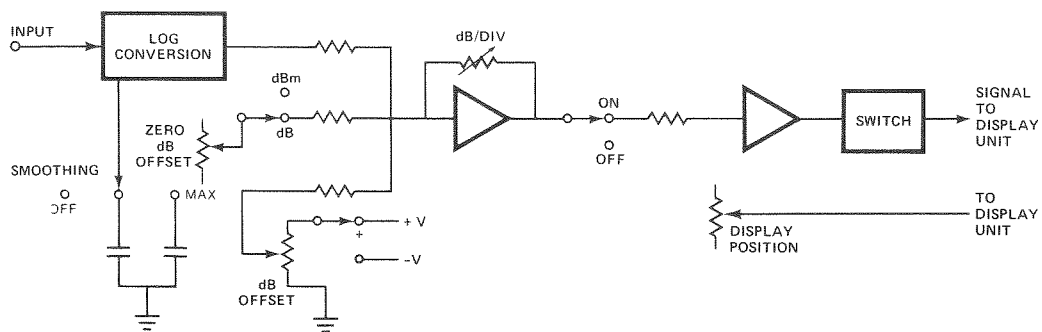 INPUT
LOG
CONVERSION
dB/DIV
dBm
dB
ZERO
dB
OFFSET
SMOOTHING
OFF
MAX
+ V
+
-V
dB
OFFSET
ON
OFF
SWITCH
SIGNAL
TO
DISPLAY
UNIT
DISPLAY
POSITION
TO
DISPLAY
UNIT